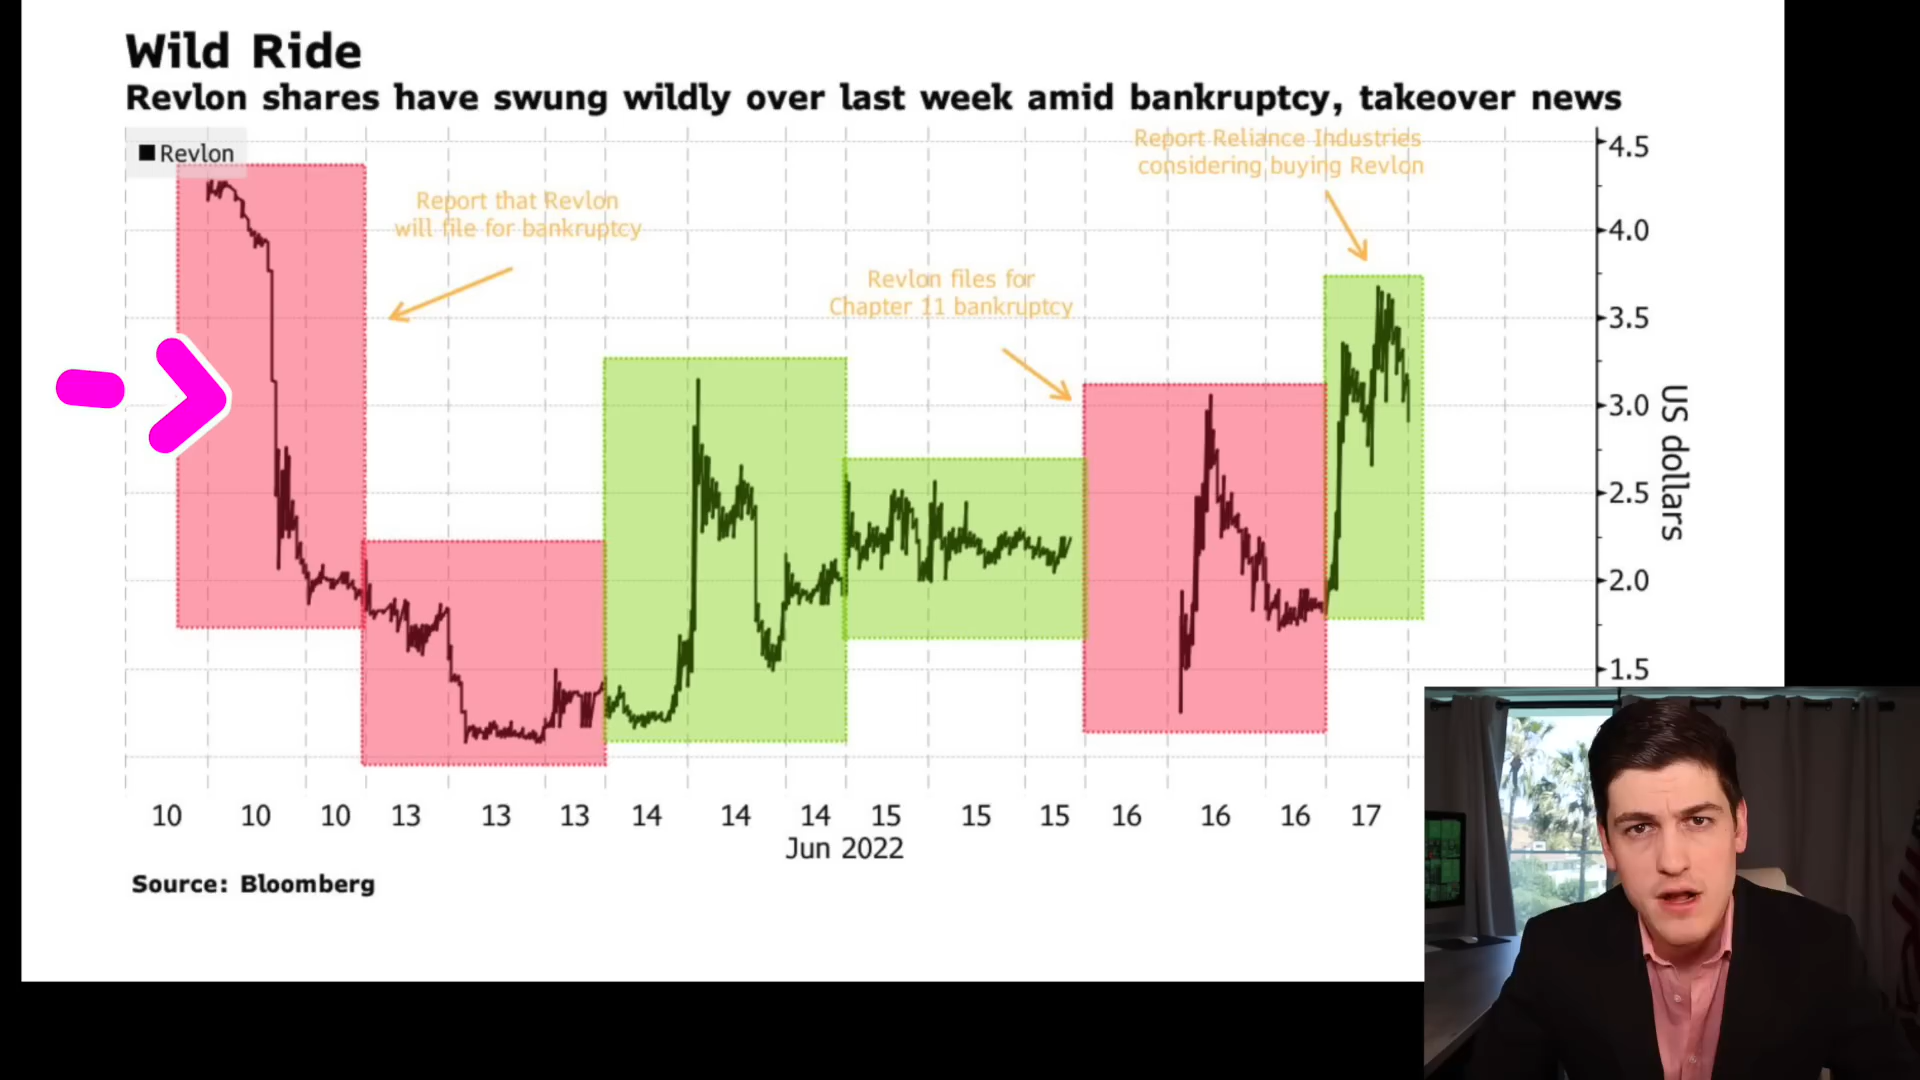 Wild Ride
Revlon shares have swung wildly over last week amid bankruptcy, takeover news
Revlon
Report that Revlon
will file for bankruptcy
Revlon files for
Chapter 11 bankruptcy
Report Reliance Industries
considering buying Revlon
4.5
4.0
3.5
3.0
2.5
2.0
1.5
US dollars
10 10 10 13 13 13 14 14 14 15 15 15 16 16 16 17
Jun 2022
Source: Bloomberg